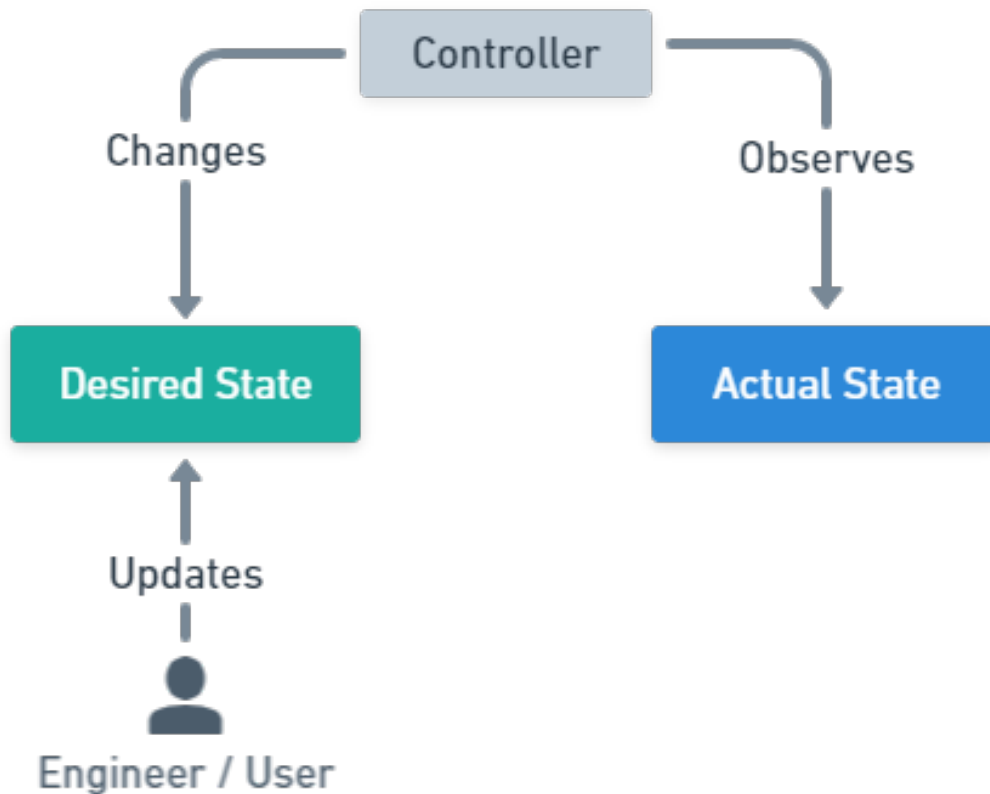 Controller
Changes
Observes
Desired State
Actual State
Updates
Engineer / User